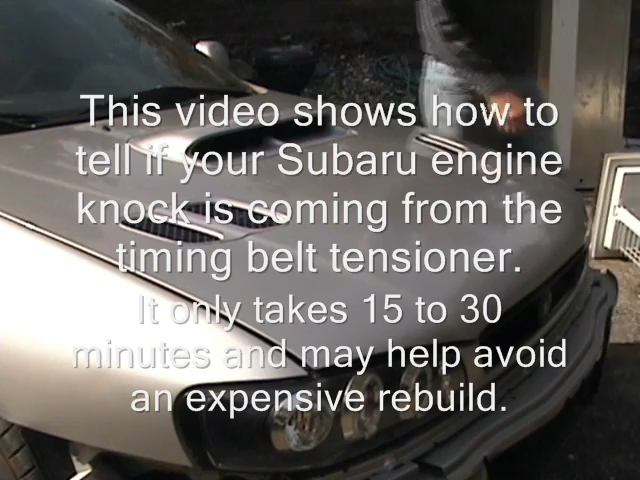 This video shows how to
tell if your Subaru engine
knock is coming from the
timing belt tensioner.
It only takes 15 to 30
minutes and may help avoid
an expensive rebuild.